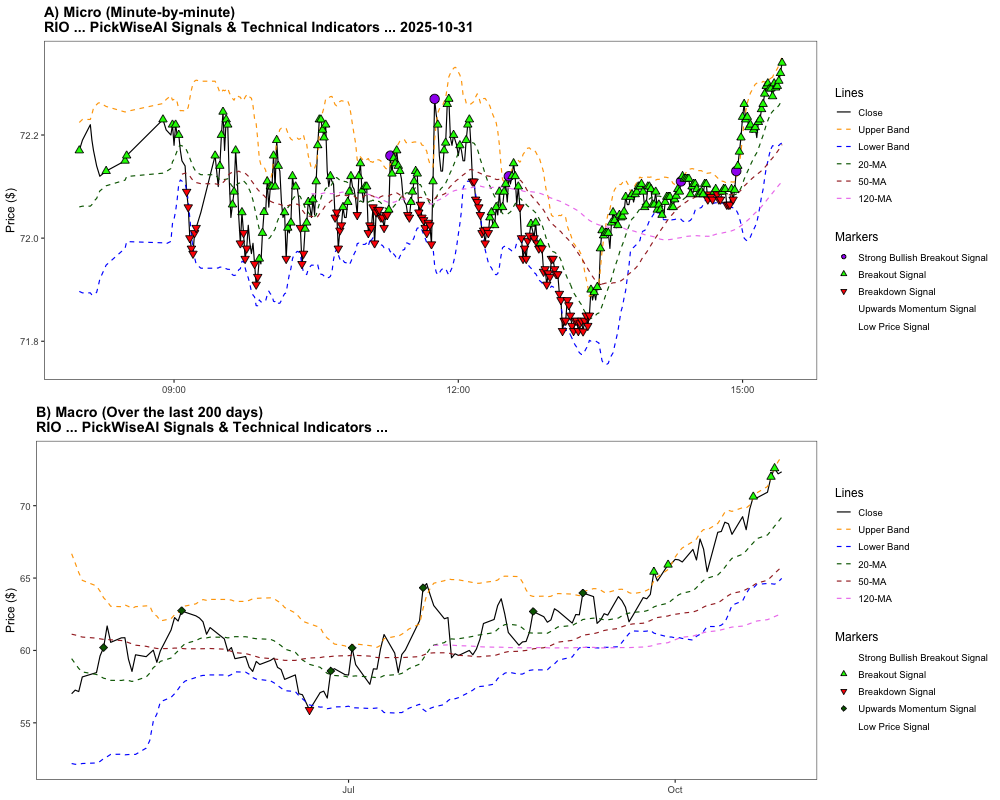 A) Micro (Minute-by-minute)
RIO ... PickWiseAI Signals & Technical Indicators ... 2025-10-31
Price ($)
72.2
72.0
71.8
09:00
12:00
15:00
Lines
Close
Upper Band
Lower Band
20-MA
50-MA
120-MA
Markers
Strong Bullish Breakout Signal
Breakout Signal
Breakdown Signal
Upwards Momentum Signal
Low Price Signal
B) Macro (Over the last 200 days)
RIO ... PickWiseAI Signals & Technical Indicators ...
Price ($)
70
65
60
55
Jul
Oct
Lines
Close
Upper Band
Lower Band
20-MA
50-MA
120-MA
Markers
Strong Bullish Breakout Signal
Breakout Signal
Breakdown Signal
Upwards Momentum Signal
Low Price Signal